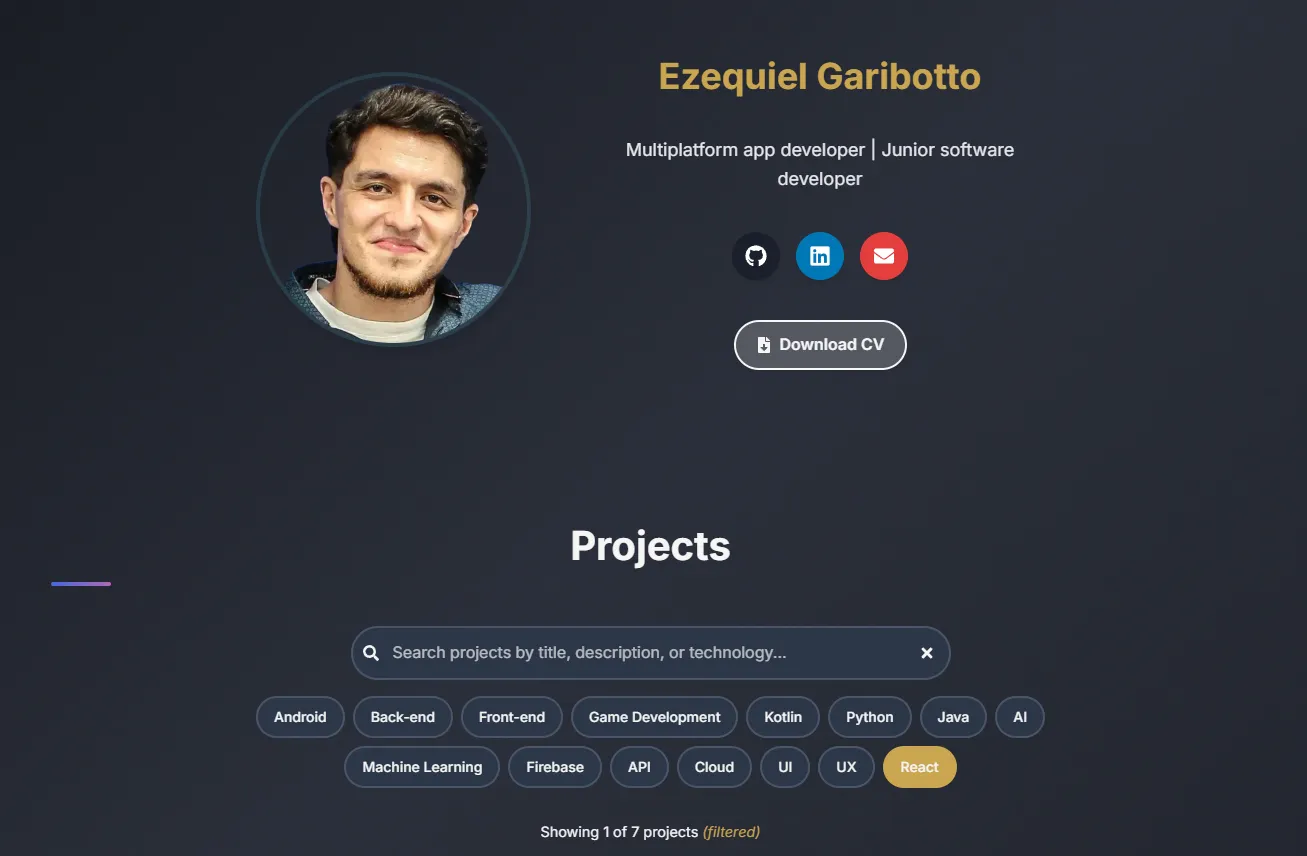 Ezequiel Garibotto
Multiplatform app developer | Junior software
developer
Download CV
Projects
Search projects by title, description, or technology...
Android Back-end Front-end Game Development Kotlin Python Java AI
Machine Learning Firebase API Cloud UI UX React
Showing 1 of 7 projects (filtered)